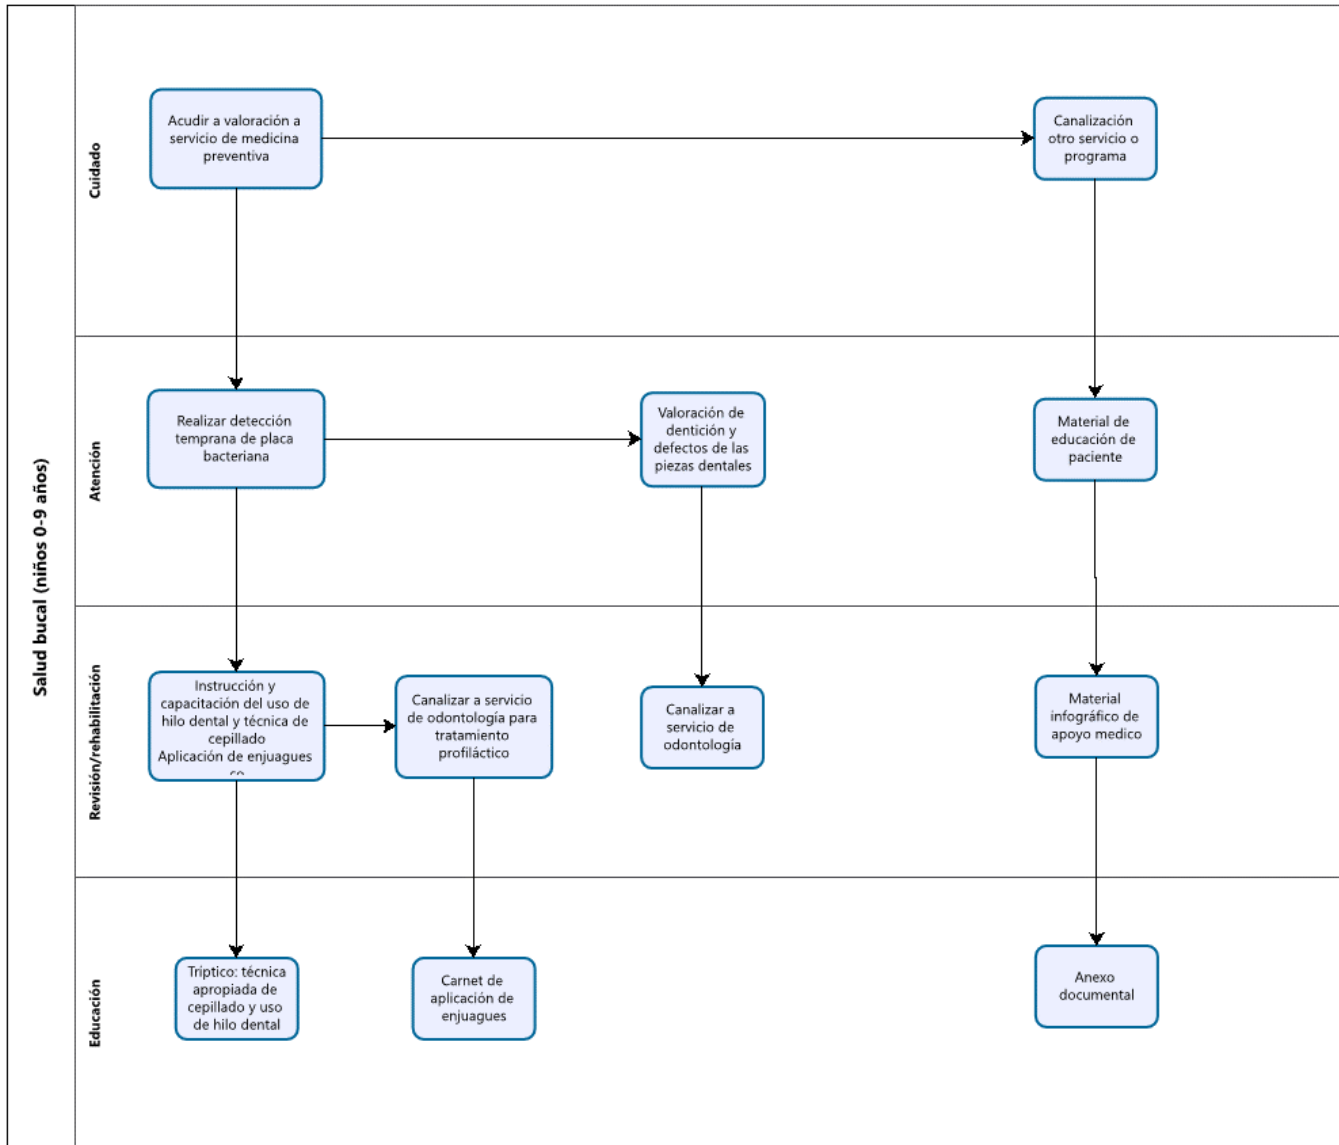 Salud bucal (niños 0-9 años)
Cuidado
Acudir a valoración a
servicio de medicina
preventiva
Canalización
otro servicio o
programa
Atención
Realizar detección
temprana de placa
bacteriana
Valoración de
dentición y
defectos de las
piezas dentales
Material de
educación de
paciente
Revisión/rehabilitación
Instrucción y
capacitación del uso de
hilo dental y técnica de
cepillado
Aplicación de enjuagues
Canalizar a servicio
de odontología para
tratamiento
profiláctico
Canalizar a
servicio de
odontología
Material
infográfico de
apoyo medico
Educación
Tríptico: técnica
apropiada de
cepillado y uso
de hilo dental
Carnet de
aplicación de
enjuagues
Anexo
documental